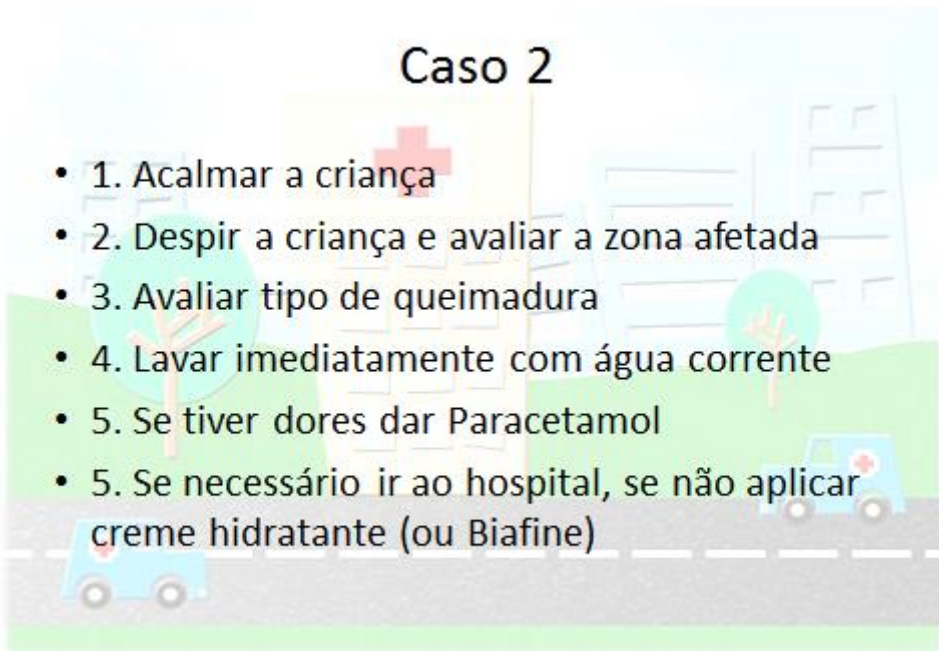 Caso 2
• 1. Acalmar a criança
• 2. Despir a criança e avaliar a zona afetada
• 3. Avaliar tipo de queimadura
• 4. Lavar imediatamente com água corrente
• 5. Se tiver dores dar Paracetamol
• 5. Se necessário ir ao hospital, se não aplicar
creme hidratante (ou Biafine)